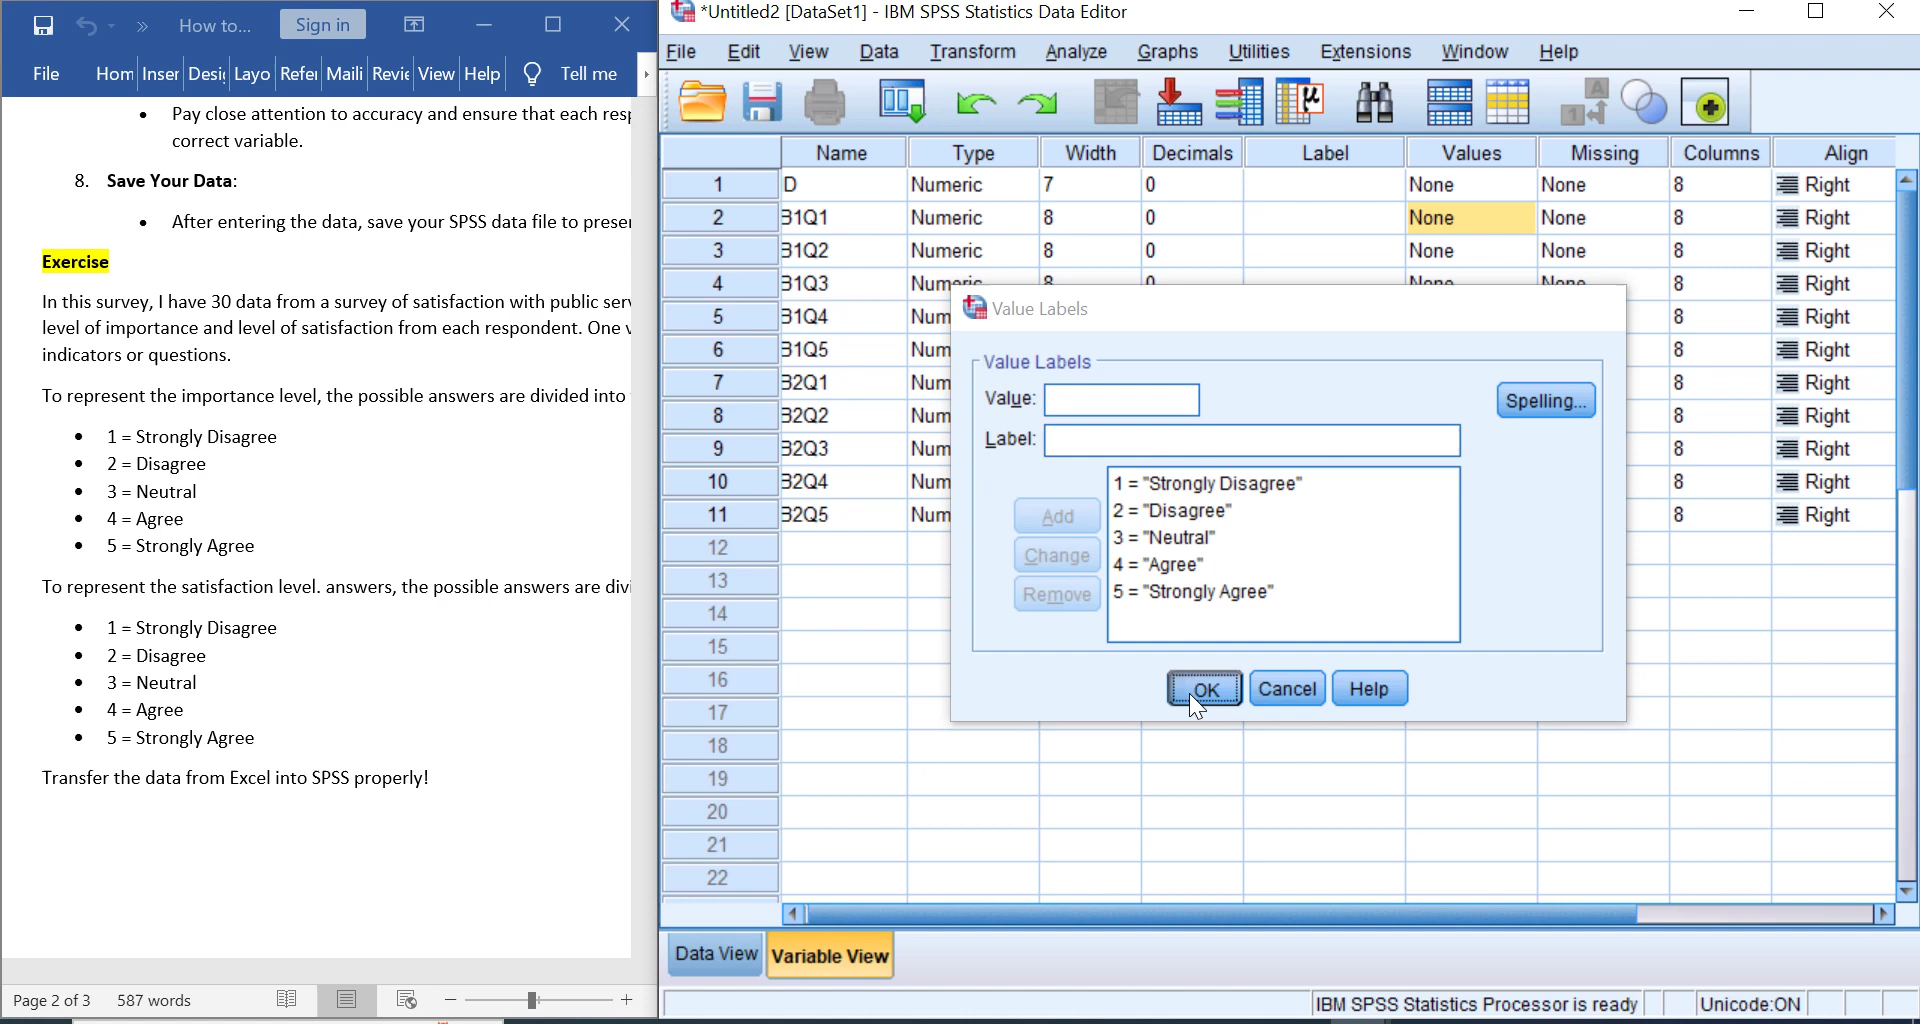 How to...
Sign in
File
Hom
Inser
Desig
Layo
Refer
Maili
Revie
View
Help
Tell me
• Pay close attention to accuracy and ensure that each resp
correct variable.
8. Save Your Data:
• After entering the data, save your SPSS data file to preser
Exercise
In this survey, I have 30 data from a survey of satisfaction with public serv
level of importance and level of satisfaction from each respondent. One v
indicators or questions.
To represent the importance level, the possible answers are divided into
• 1 = Strongly Disagree
• 2 = Disagree
• 3 = Neutral
• 4 = Agree
• 5 = Strongly Agree
To represent the satisfaction level. answers, the possible answers are divi
• 1 = Strongly Disagree
• 2 = Disagree
• 3 = Neutral
• 4 = Agree
• 5 = Strongly Agree
Transfer the data from Excel into SPSS properly!
Page 2 of 3 587 words
*Untitled2 [DataSet1] - IBM SPSS Statistics Data Editor
File Edit View Data Transform Analyze Graphs Utilities Extensions Window Help
Name Type Width Decimals Label Values Missing Columns Align
1 D Numeric 7 0 None None 8 Right
2 B1Q1 Numeric 8 0 None None 8 Right
3 B1Q2 Numeric 8 0 None None 8 Right
4 B1Q3 Numeric 8 0 None None 8 Right
5 B1Q4 Num 8 Right
6 B1Q5 Num 8 Right
7 B2Q1 Num 8 Right
8 B2Q2 Num 8 Right
9 B2Q3 Num 8 Right
10 B2Q4 Num 8 Right
11 B2Q5 Num 8 Right
12
13
14
15
16
17
18
19
20
21
22
Value Labels
Value Labels
Value:
Spelling...
Label:
1 = "Strongly Disagree"
2 = "Disagree"
3 = "Neutral"
4 = "Agree"
5 = "Strongly Agree"
Add
Change
Remove
OK Cancel Help
Data View Variable View
IBM SPSS Statistics Processor is ready Unicode:ON